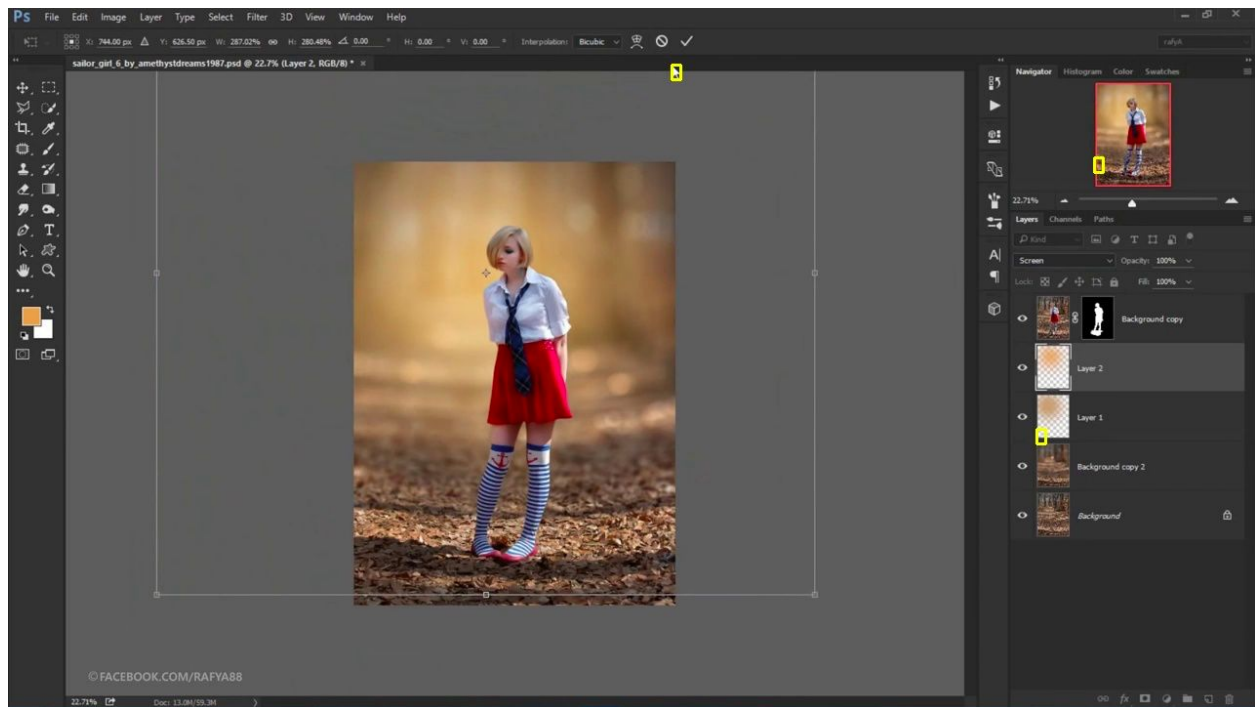 Ps File Edit Image Layer Type Select Filter 3D View Window Help
X: 744.00 px Y: 626.50 px W: 287.02% H: 280.48% 0.00 ° H: 0.00 ° V: 0.00 ° Interpolation: Bicubic
rafyA
sailor_girl_6_by_amethystdreams1987.psd @ 22.7% (Layer 2, RGB/8) * ×
Navigator Histogram Color Swatches
22.71%
Layers Channels Paths
Kind
Screen Opacity: 100%
Lock: Fill: 100%
Background copy
Layer 2
Layer 1
Background copy 2
Background
©FACEBOOK.COM/RAFYA88
22.71% Doc: 13.0M/59.3M